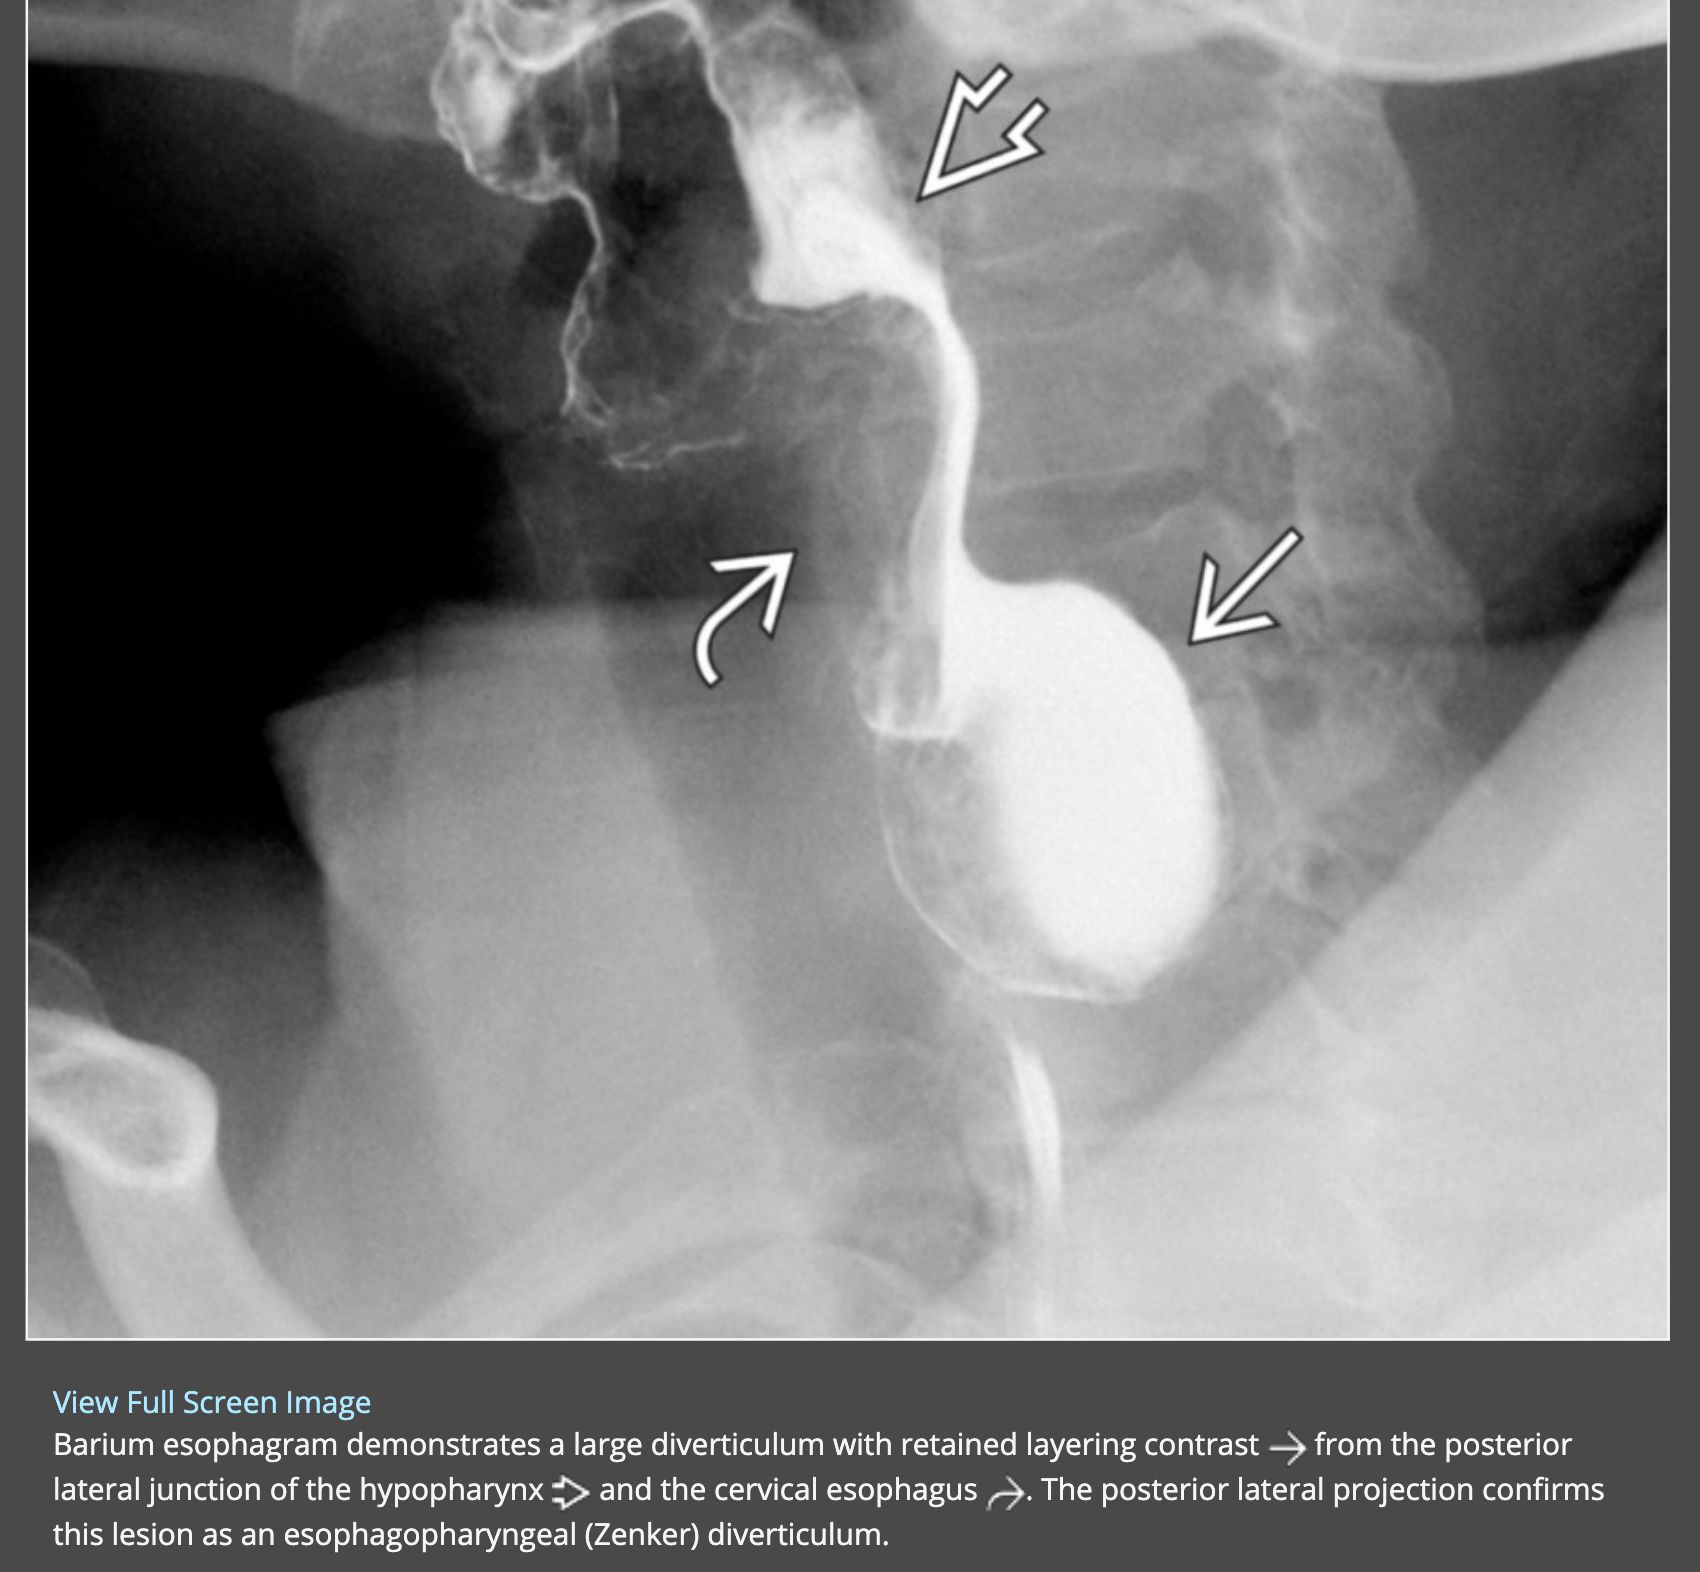 View Full Screen Image
Barium esophagram demonstrates a large diverticulum with retained layering contrast → from the posterior
lateral junction of the hypopharynx ⇨ and the cervical esophagus ↷. The posterior lateral projection confirms
this lesion as an esophagopharyngeal (Zenker) diverticulum.